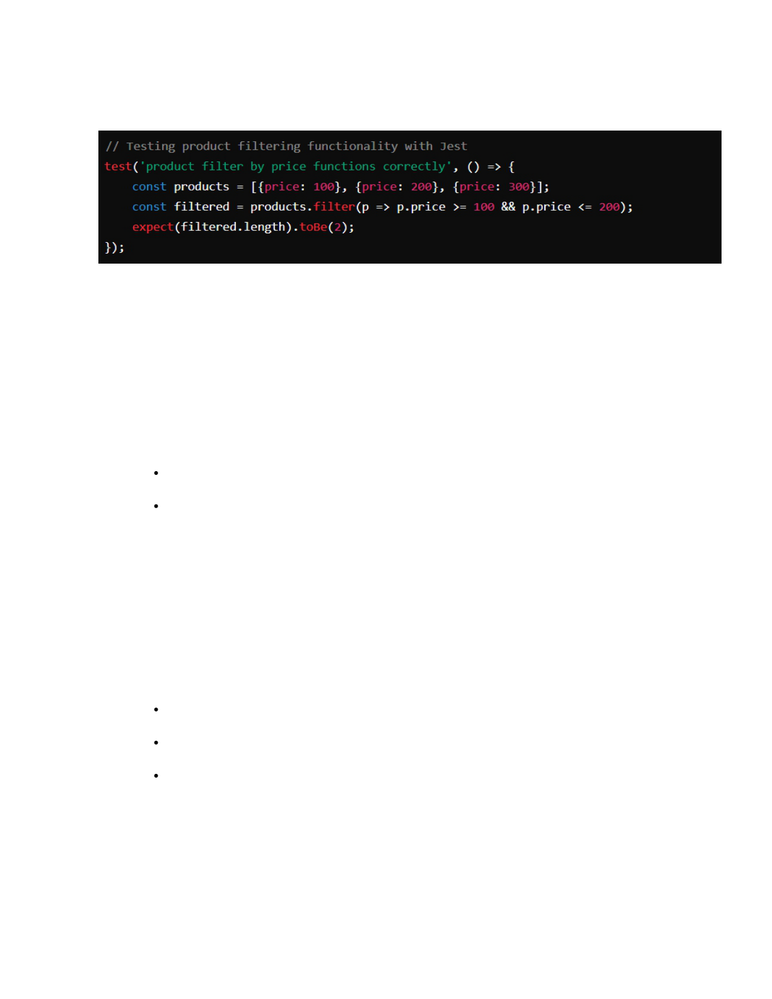 // Testing product filtering functionality with Jest
test('product filter by price functions correctly', () => {
    const products = [{price: 100}, {price: 200}, {price: 300}];
    const filtered = products.filter(p => p.price >= 100 && p.price <= 200);
    expect(filtered.length).toBe(2);
});